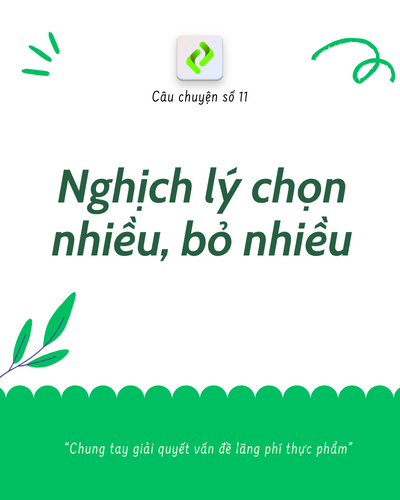 Câu chuyện số 11
Nghịch lý chọn
nhiều, bỏ nhiều
“Chung tay giải quyết vấn đề lãng phí thực phẩm”